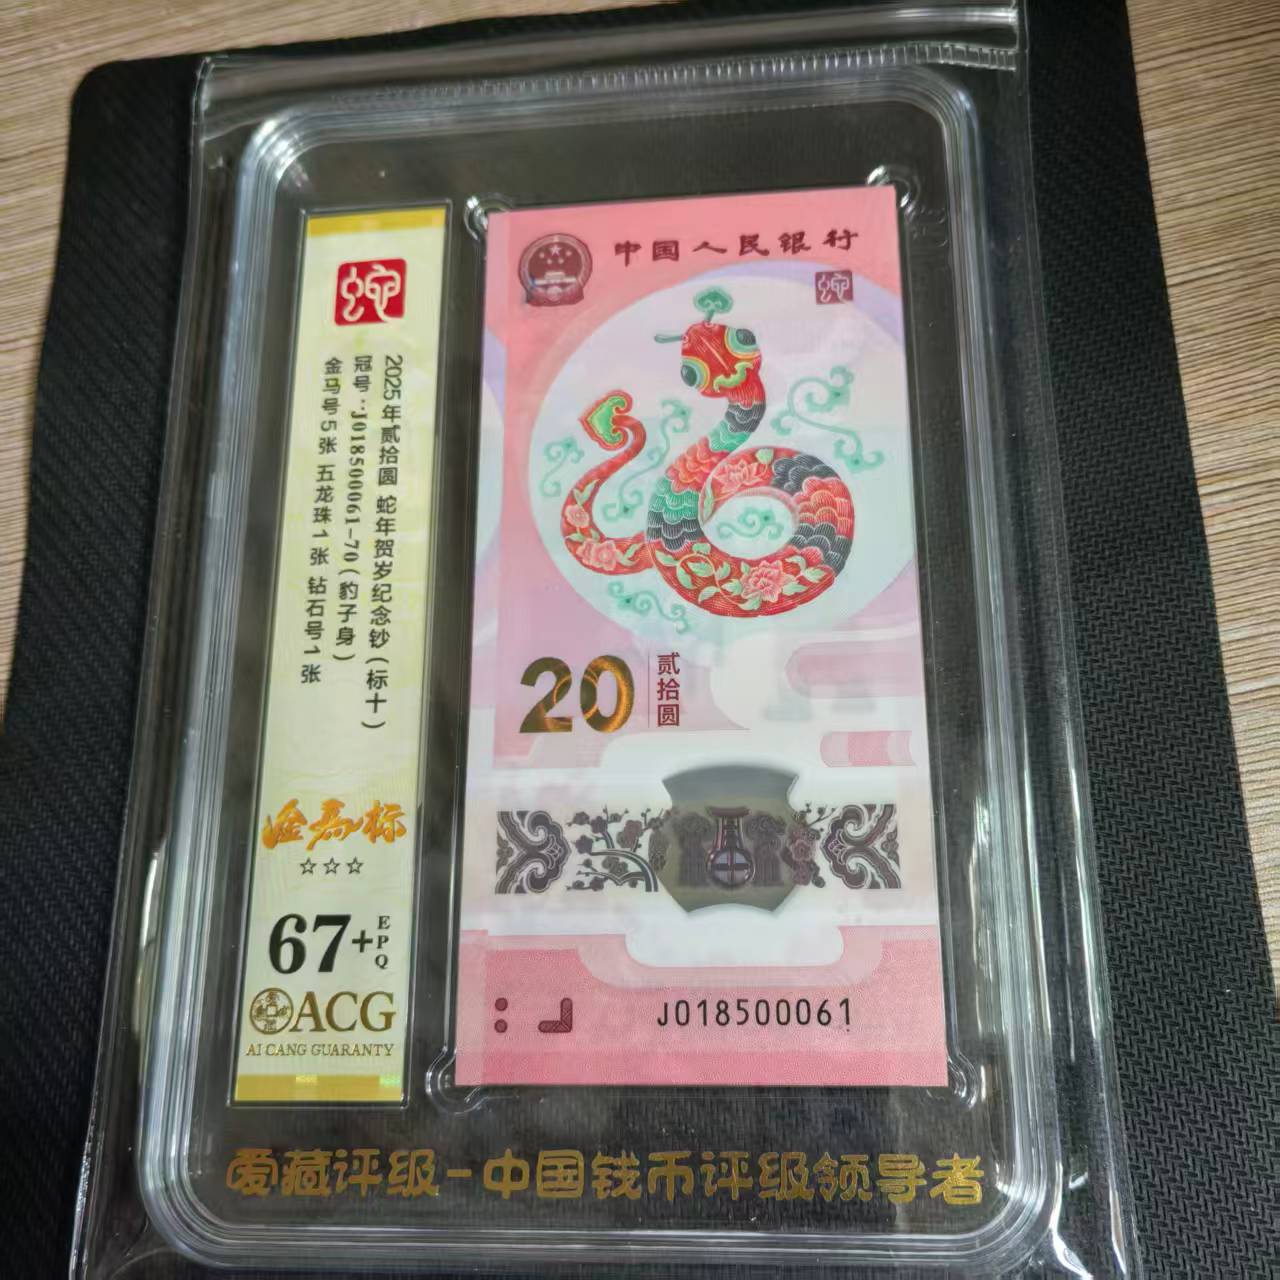 蛇
2025年贰拾圆 蛇年贺岁纪念钞(标十)
冠号:J018500061-70(豹子身)
金马号5张 五龙珠1张 钻石号1张
金马标
☆☆☆
67+
EPQ
ACG
AI CANG GUARANTY
中国人民银行
蛇
20
贰拾圆
J018500061
爱藏评级-中国钱币评级领导者